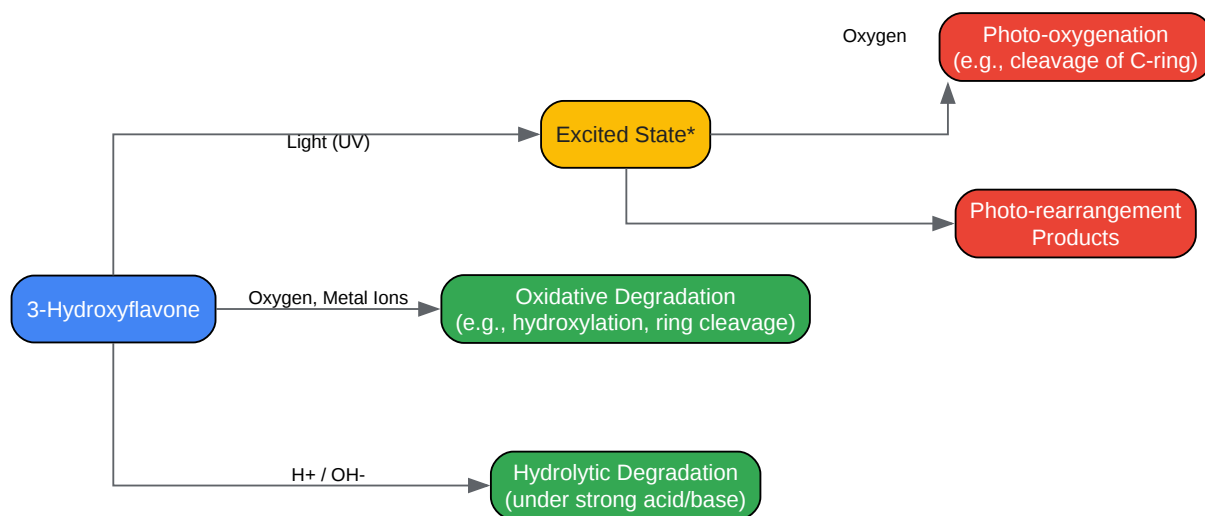 Oxygen
Photo-oxygenation
(e.g., cleavage of C-ring)
Light (UV)
Excited State*
Photo-rearrangement
Products
3-Hydroxyflavone
Oxygen, Metal Ions
Oxidative Degradation
(e.g., hydroxylation, ring cleavage)
H+ / OH-
Hydrolytic Degradation
(under strong acid/base)